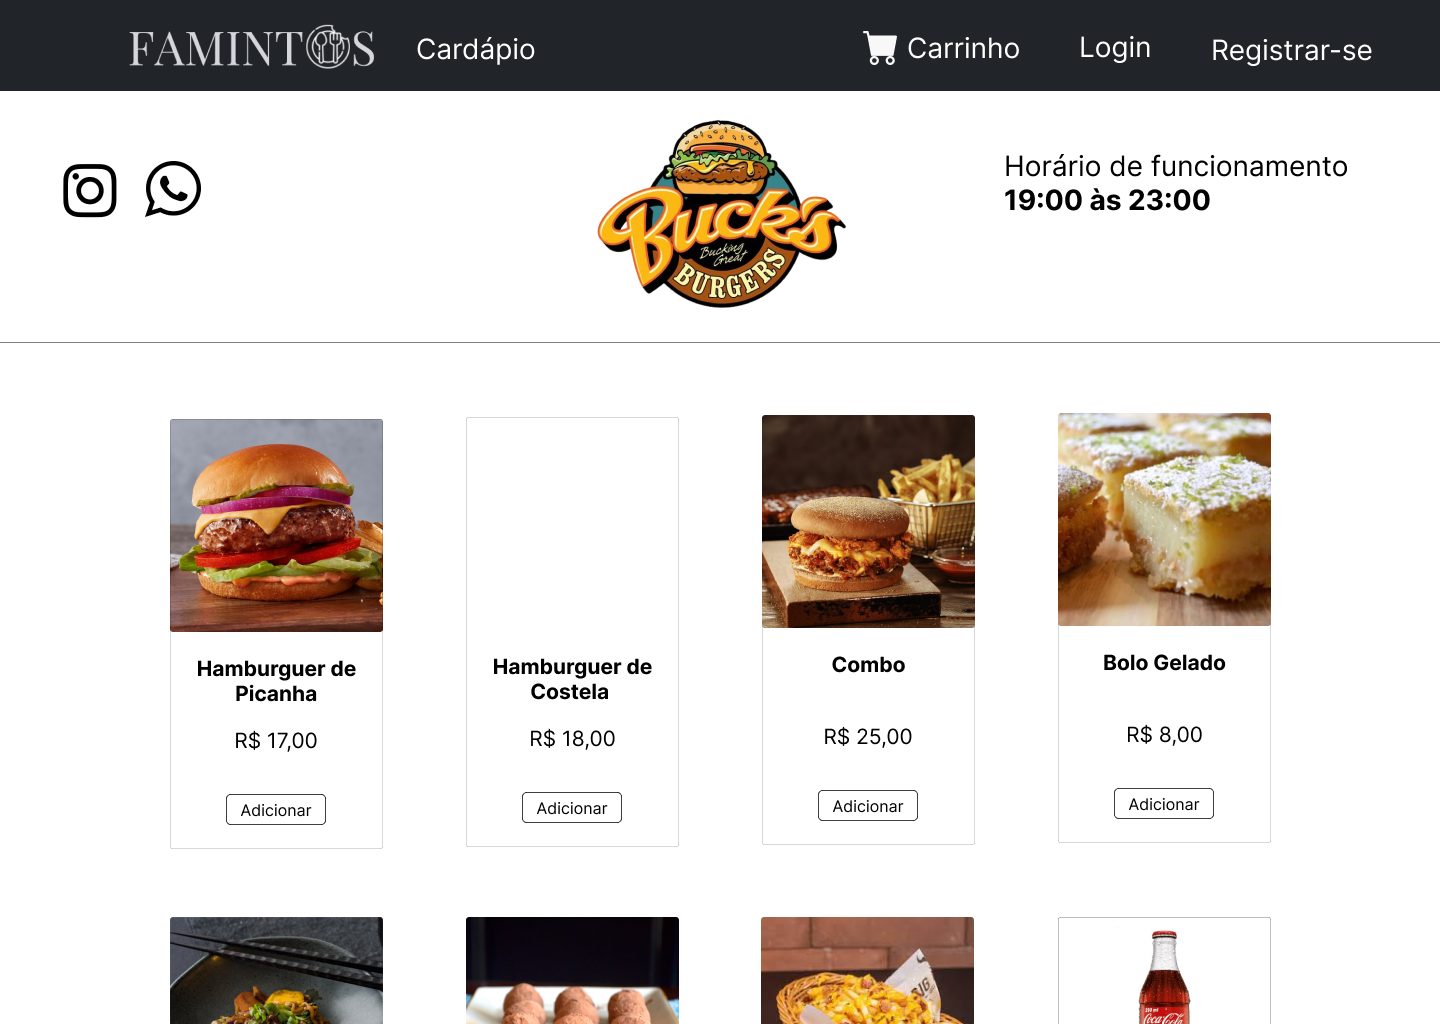 FAMINTOS
Cardápio
Carrinho
Login
Registrar-se
Horário de funcionamento
19:00 às 23:00
Buck's
Bucking
Great
BURGERS
Hamburguer de
Picanha
R$ 17,00
Adicionar
Hamburguer de
Costela
R$ 18,00
Adicionar
Combo
R$ 25,00
Adicionar
Bolo Gelado
R$ 8,00
Adicionar
Coca-Cola